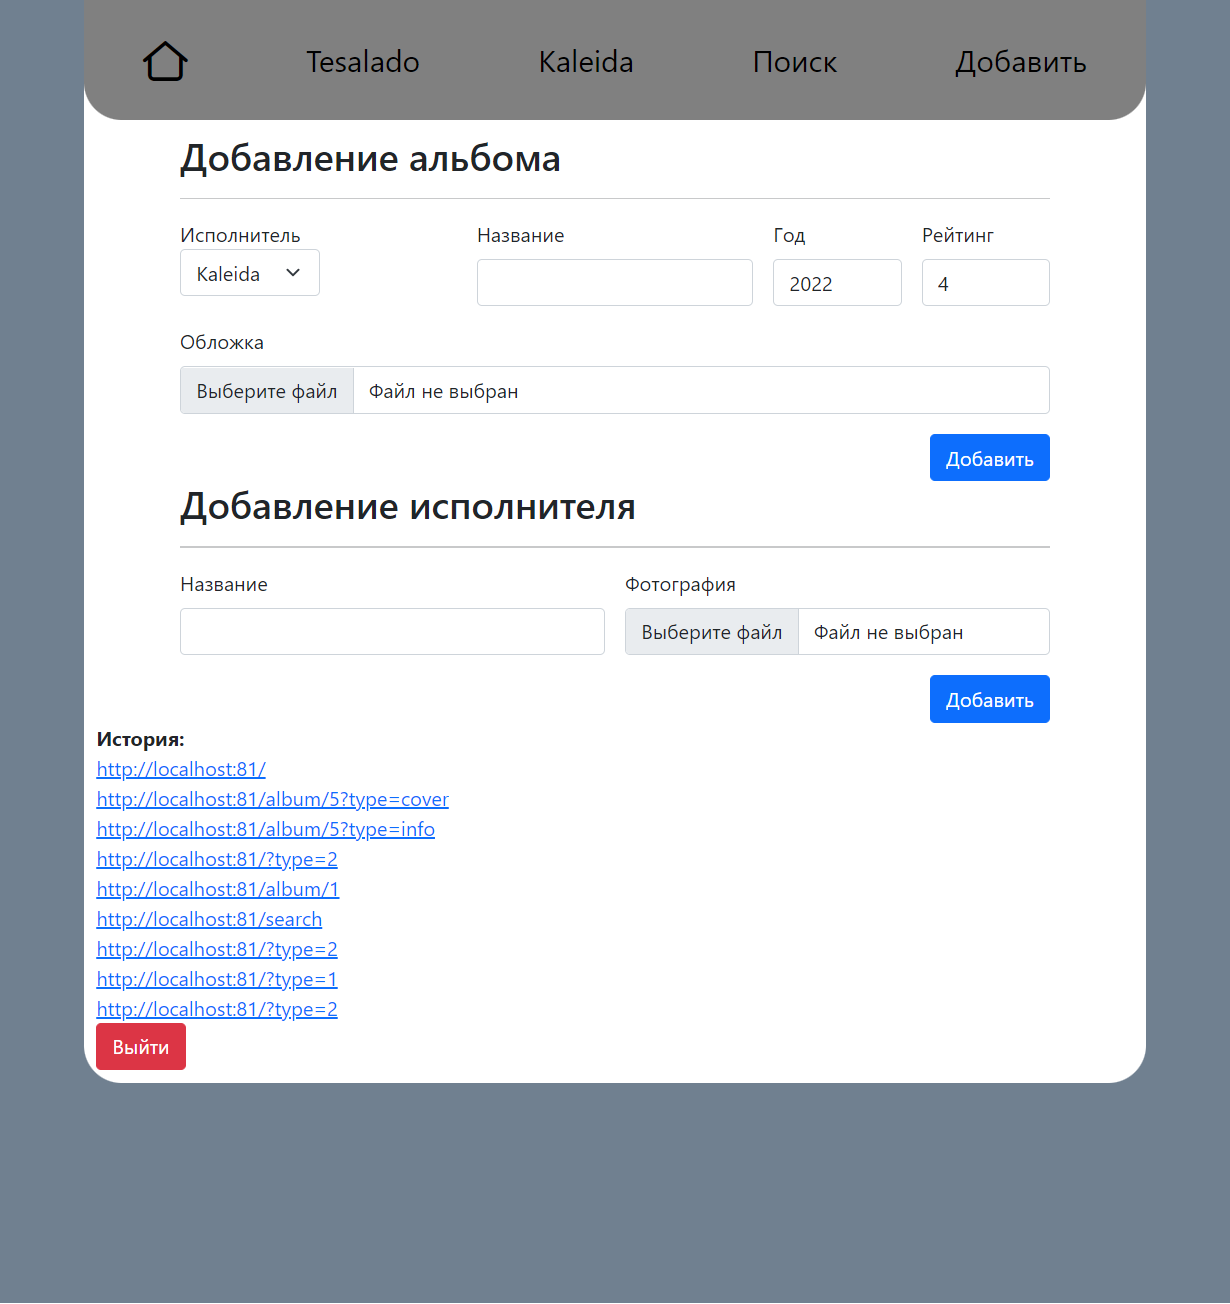 Tesalado Kaleida Поиск Добавить
Добавление альбома
Исполнитель Название Год Рейтинг
Kaleida 2022 4
Обложка
Выберите файл Файл не выбран
Добавить
Добавление исполнителя
Название Фотография
Выберите файл Файл не выбран
Добавить
История:
http://localhost:81/
http://localhost:81/album/5?type=cover
http://localhost:81/album/5?type=info
http://localhost:81/?type=2
http://localhost:81/album/1
http://localhost:81/search
http://localhost:81/?type=2
http://localhost:81/?type=1
http://localhost:81/?type=2
Выйти